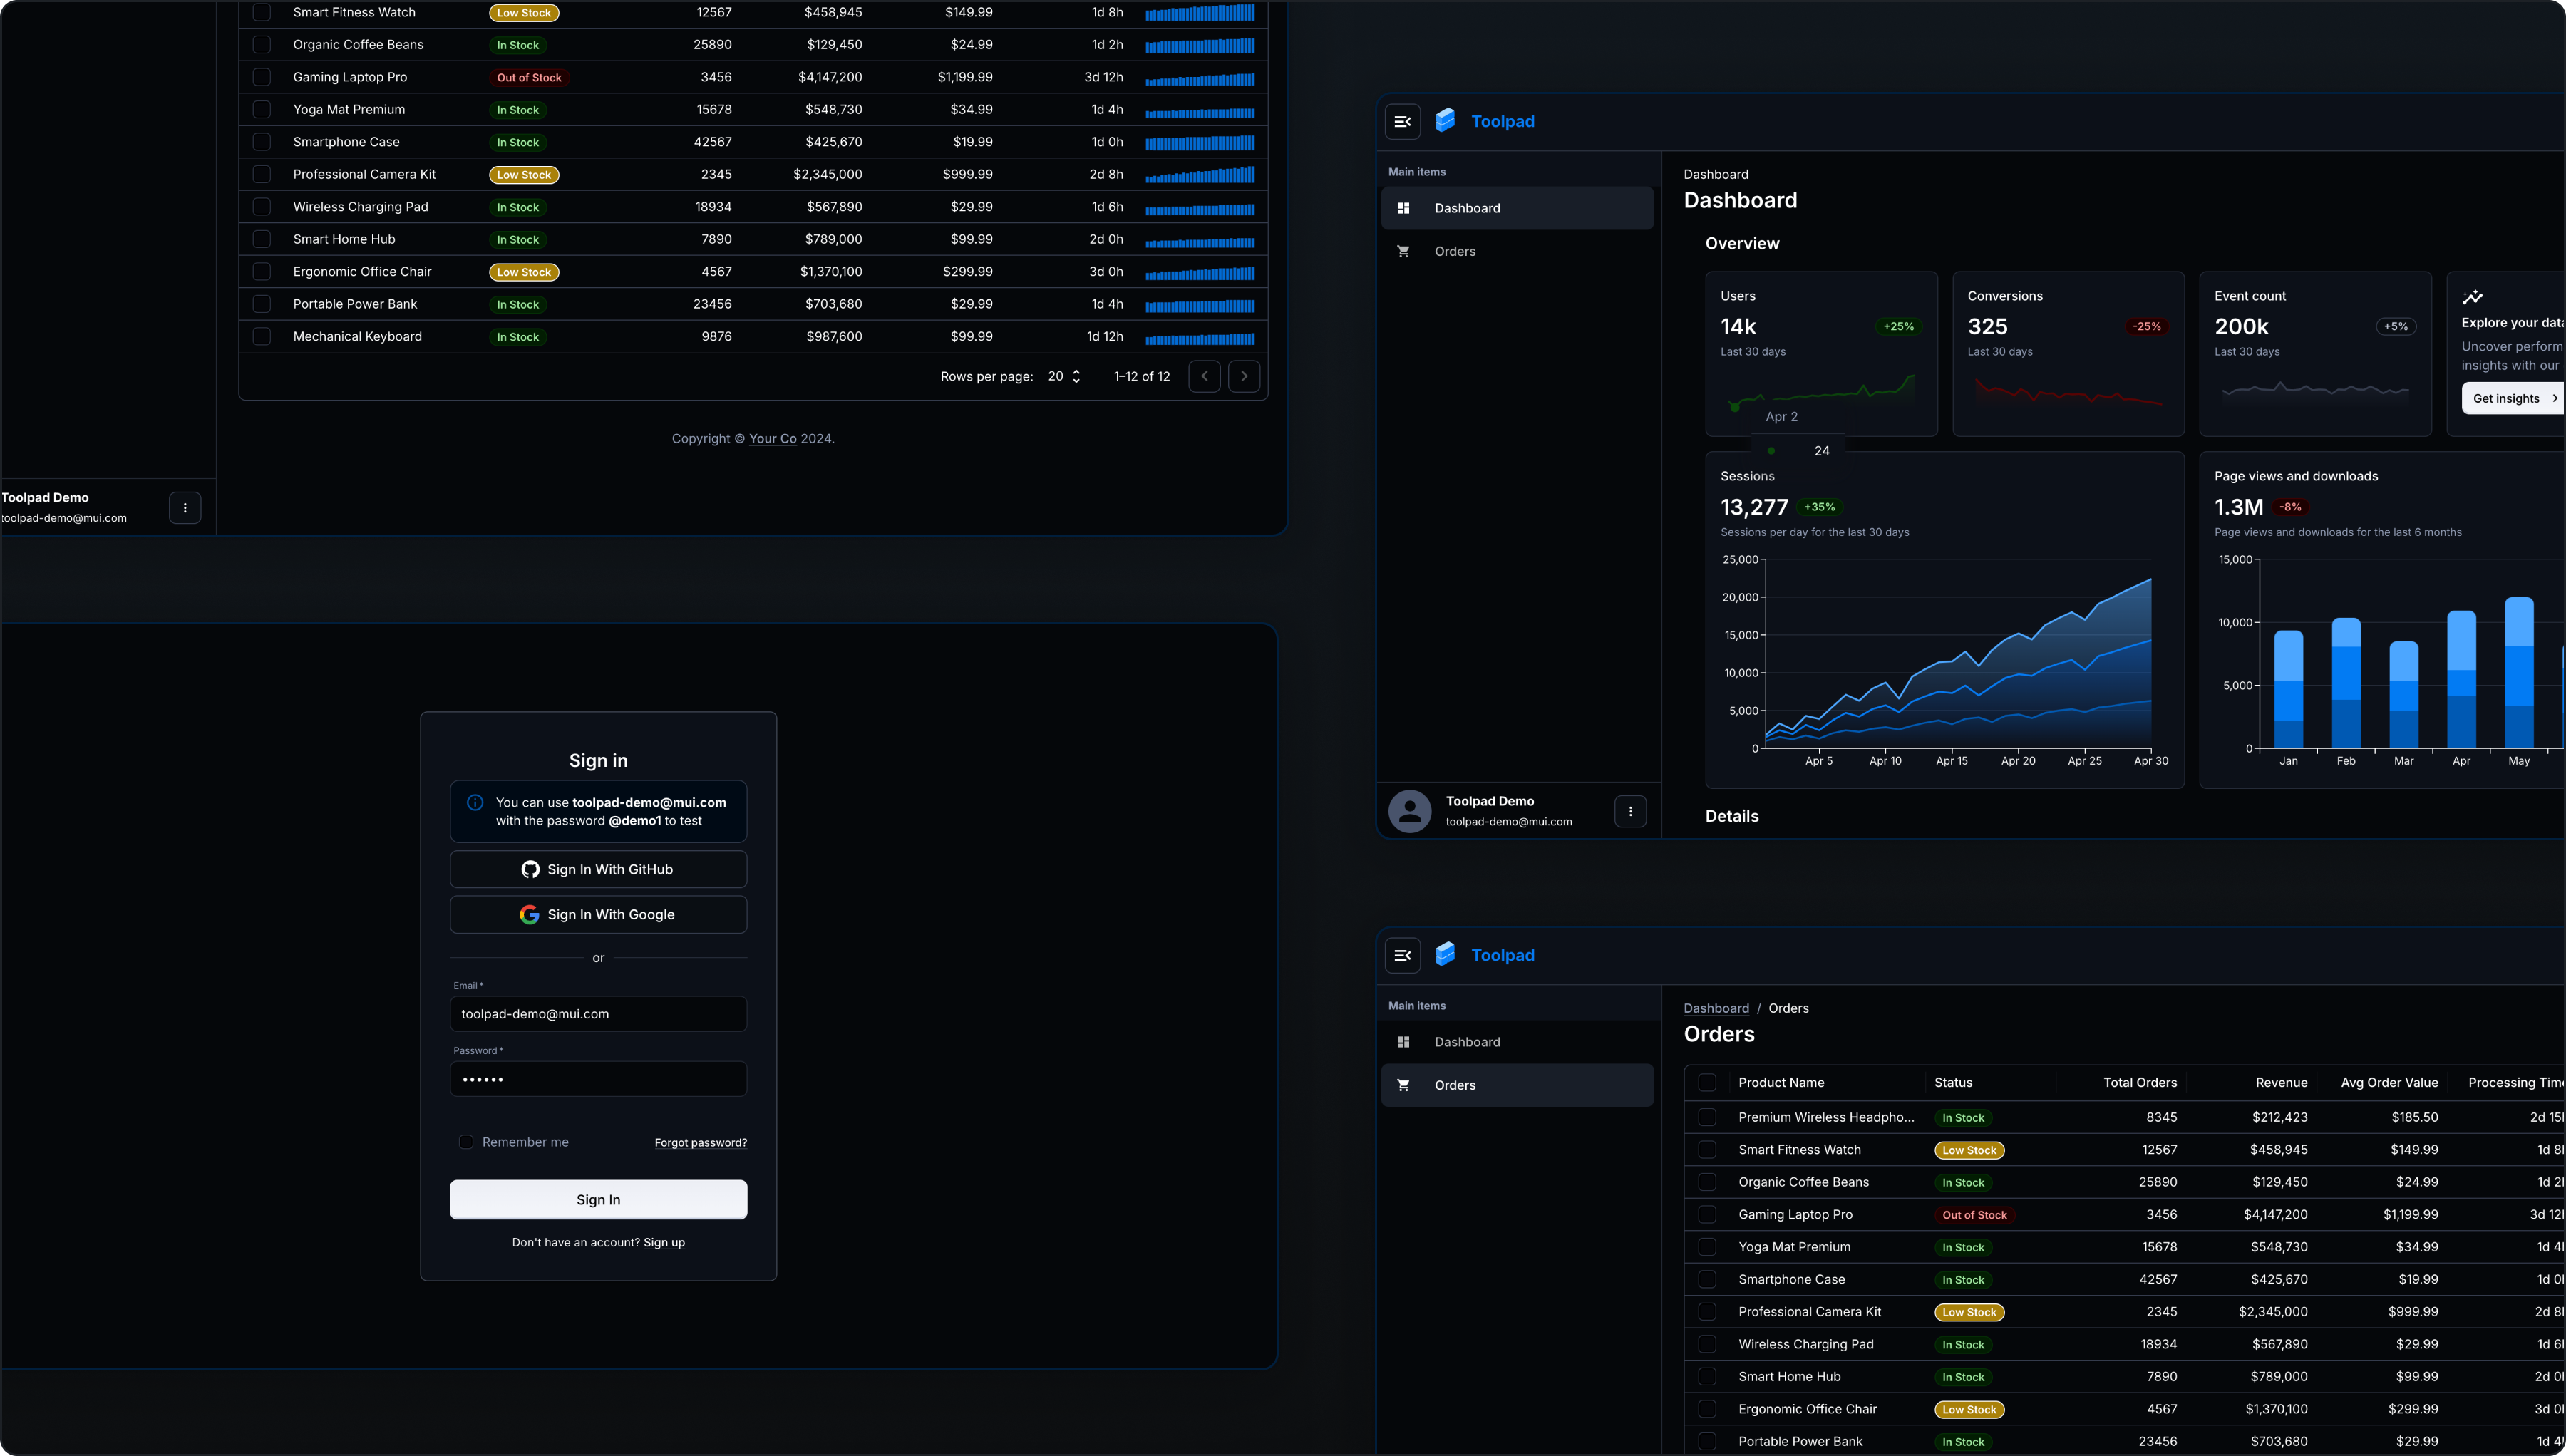 Smart Fitness Watch Low Stock 12567 $458,945 $149.99 1d 8h
Organic Coffee Beans In Stock 25890 $129,450 $24.99 1d 2h
Gaming Laptop Pro Out of Stock 3456 $4,147,200 $1,199.99 3d 12h
Yoga Mat Premium In Stock 15678 $548,730 $34.99 1d 4h
Smartphone Case In Stock 42567 $425,670 $19.99 1d 0h
Professional Camera Kit Low Stock 2345 $2,345,000 $999.99 2d 8h
Wireless Charging Pad In Stock 18934 $567,890 $29.99 1d 6h
Smart Home Hub In Stock 7890 $789,000 $99.99 2d 0h
Ergonomic Office Chair Low Stock 4567 $1,370,100 $299.99 3d 0h
Portable Power Bank In Stock 23456 $703,680 $29.99 1d 4h
Mechanical Keyboard In Stock 9876 $987,600 $99.99 1d 12h
Rows per page: 20 1–12 of 12
Copyright © Your Co 2024.
Toolpad Demo
toolpad-demo@mui.com
Sign in
You can use toolpad-demo@mui.com
with the password @demo1 to test
Sign In With GitHub
Sign In With Google
or
Email *
toolpad-demo@mui.com
Password *
••••••
Remember me Forgot password?
Sign In
Don't have an account? Sign up
Toolpad
Main items
Dashboard
Orders
Dashboard
Dashboard
Overview
Users
14k +25%
Last 30 days
Apr 2
24
Conversions
325 -25%
Last 30 days
Event count
200k +5%
Last 30 days
Explore your data
Uncover perform
insights with our
Get insights
Sessions
13,277 +35%
Sessions per day for the last 30 days
25,000
20,000
15,000
10,000
5,000
0
Apr 5 Apr 10 Apr 15 Apr 20 Apr 25 Apr 30
Page views and downloads
1.3M -8%
Page views and downloads for the last 6 months
15,000
10,000
5,000
0
Jan Feb Mar Apr May
Details
Toolpad Demo
toolpad-demo@mui.com
Toolpad
Main items
Dashboard
Orders
Dashboard / Orders
Orders
Product Name Status Total Orders Revenue Avg Order Value Processing Time
Premium Wireless Headpho... In Stock 8345 $212,423 $185.50 2d 15h
Smart Fitness Watch Low Stock 12567 $458,945 $149.99 1d 8h
Organic Coffee Beans In Stock 25890 $129,450 $24.99 1d 2h
Gaming Laptop Pro Out of Stock 3456 $4,147,200 $1,199.99 3d 12h
Yoga Mat Premium In Stock 15678 $548,730 $34.99 1d 4h
Smartphone Case In Stock 42567 $425,670 $19.99 1d 0h
Professional Camera Kit Low Stock 2345 $2,345,000 $999.99 2d 8h
Wireless Charging Pad In Stock 18934 $567,890 $29.99 1d 6h
Smart Home Hub In Stock 7890 $789,000 $99.99 2d 0h
Ergonomic Office Chair Low Stock 4567 $1,370,100 $299.99 3d 0h
Portable Power Bank In Stock 23456 $703,680 $29.99 1d 4h